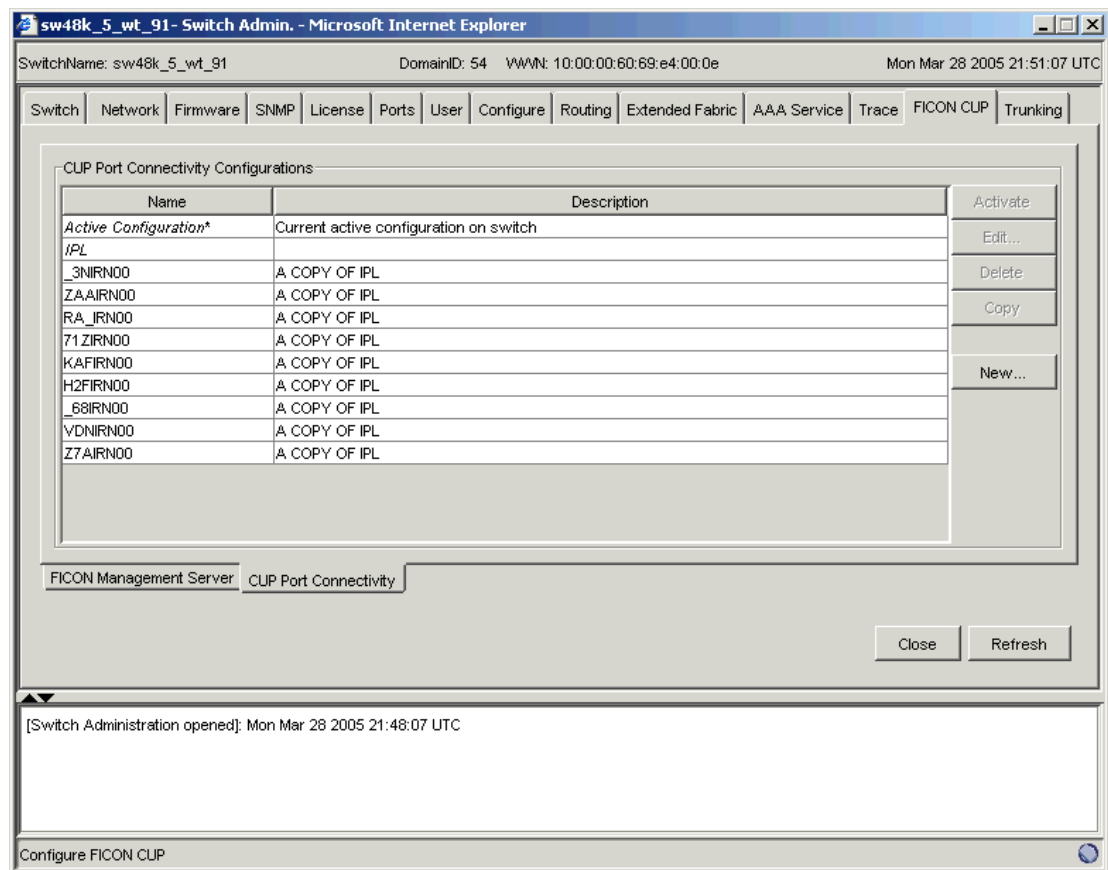 sw48k_5_wt_91- Switch Admin. - Microsoft Internet Explorer
SwitchName: sw48k_5_wt_91 DomainID: 54 WWN: 10:00:00:60:69:e4:00:0e Mon Mar 28 2005 21:51:07 UTC
Switch Network Firmware SNMP License Ports User Configure Routing Extended Fabric AAA Service Trace FICON CUP Trunking
CUP Port Connectivity Configurations
Name Description Activate
Active Configuration* Current active configuration on switch
Edit...
IPL
_3NIRN00 A COPY OF IPL Delete
ZAAIRN00 A COPY OF IPL
Copy
RA_IRN00 A COPY OF IPL
71ZIRN00 A COPY OF IPL
KAFIRN00 A COPY OF IPL
New...
H2FIRN00 A COPY OF IPL
_68IRN00 A COPY OF IPL
VDNIRN00 A COPY OF IPL
Z7AIRN00 A COPY OF IPL
FICON Management Server CUP Port Connectivity
Close Refresh
[Switch Administration opened]: Mon Mar 28 2005 21:48:07 UTC
Configure FICON CUP